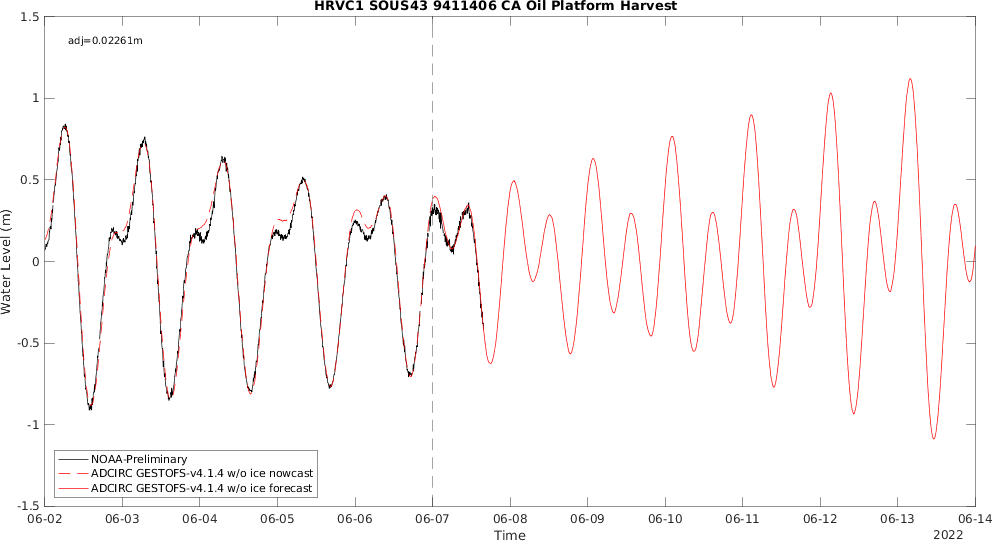 HRVC1 SOUS43 9411406 CA Oil Platform Harvest
1.5
adj=0.02261m
1
0.5
0
-0.5
-1
-1.5
Water Level (m)
NOAA-Preliminary
ADCIRC GESTOFS-v4.1.4 w/o ice nowcast
ADCIRC GESTOFS-v4.1.4 w/o ice forecast
06-02 06-03 06-04 06-05 06-06 06-07 06-08 06-09 06-10 06-11 06-12 06-13 06-14
Time
2022